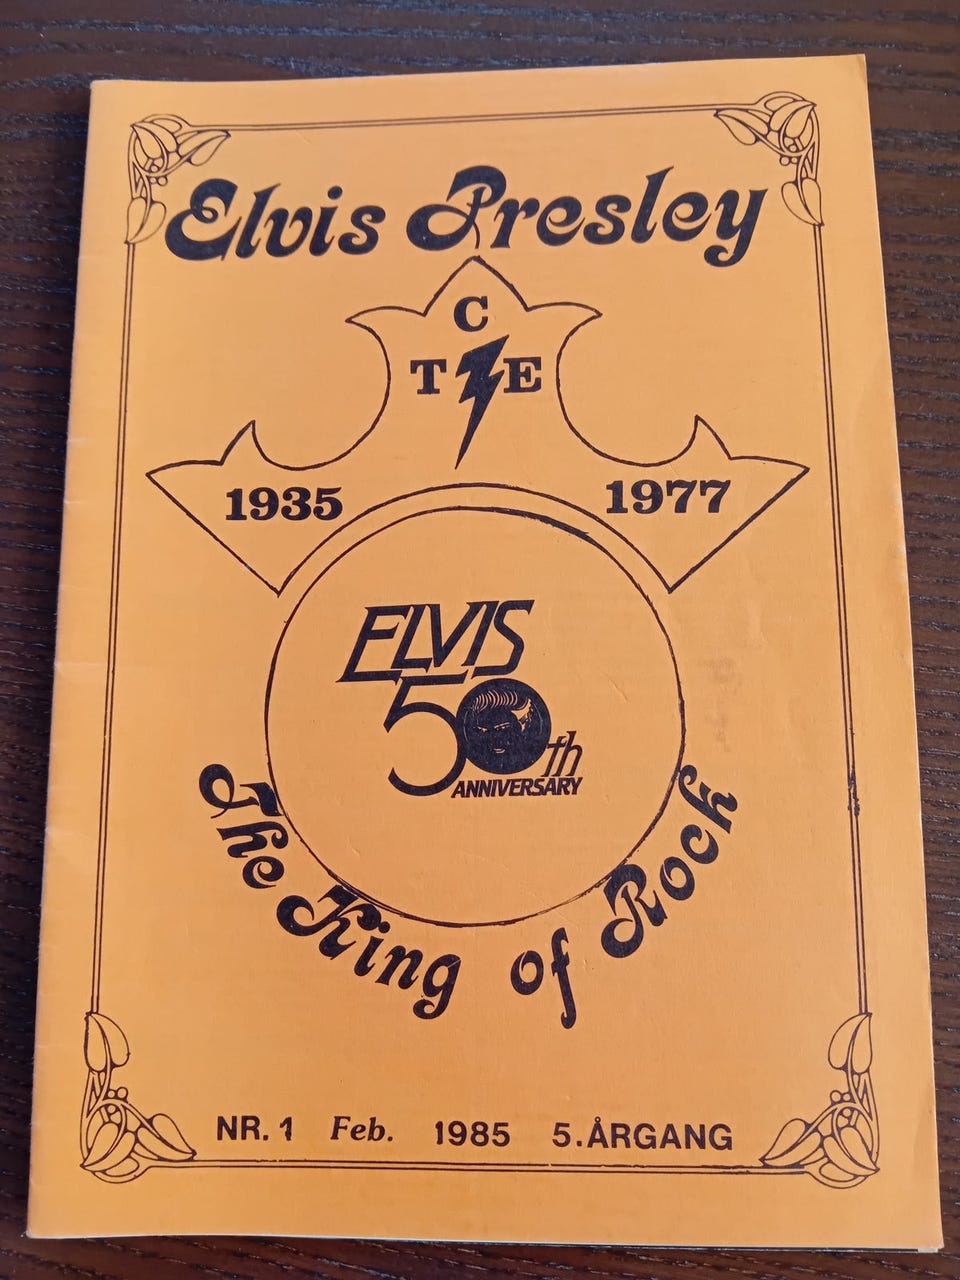 Elvis Presley
C
T E
1935 1977
ELVIS
50th
ANNIVERSARY
The King of Rock
NR. 1 Feb. 1985 5. ÅRGANG